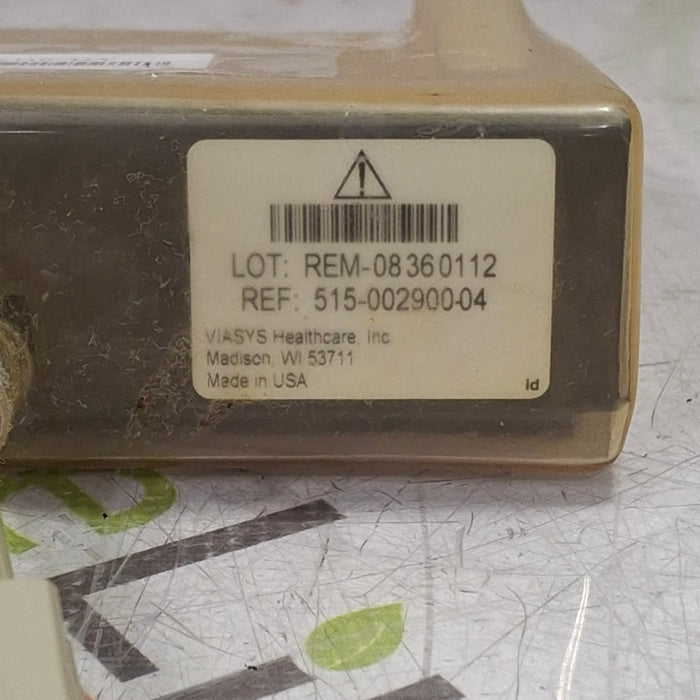 LOT: REM-08360112
REF: 515-002900-04
VIASYS Healthcare, Inc
Madison, WI 53711
Made in USA
id